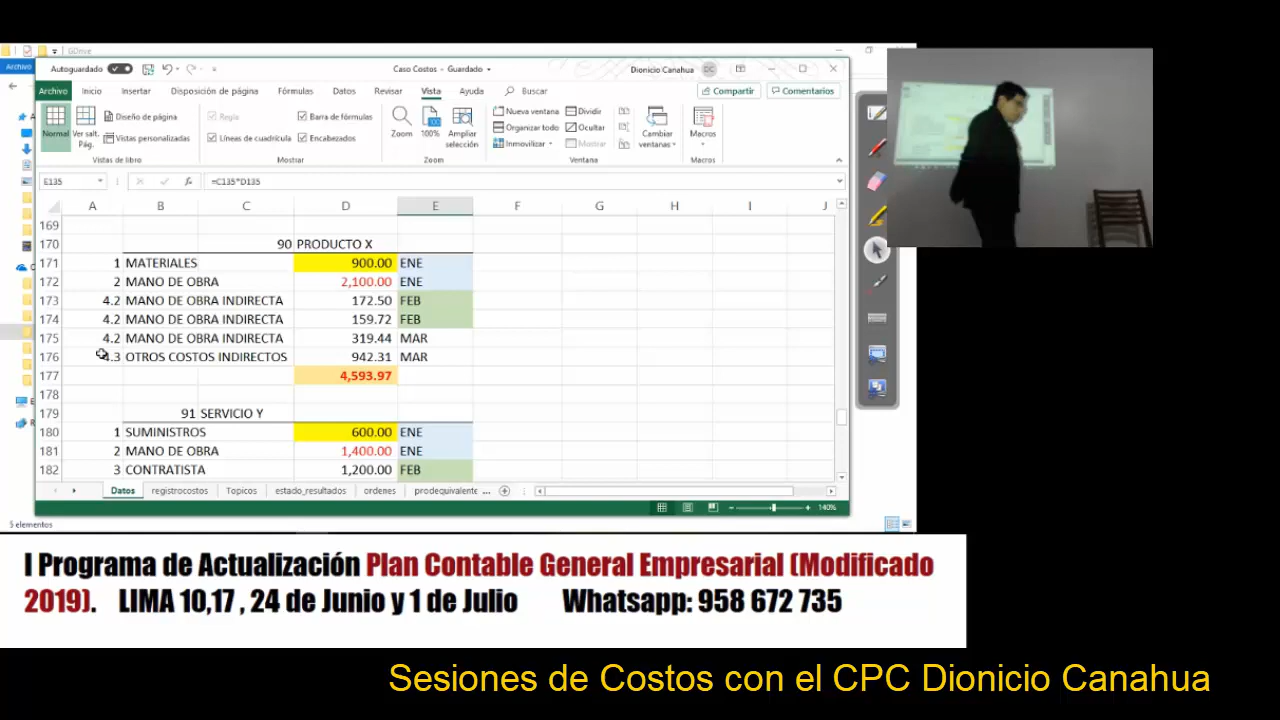 GDrive
Archivo
Autoguardado
Caso Costos - Guardado
Dionicio Canahua
DC
Archivo Inicio Insertar Disposición de página Fórmulas Datos Revisar Vista Ayuda Buscar
Compartir Comentarios
Normal
Ver salt. Pág.
Diseño de página
Vistas personalizadas
Vistas de libro
Regla
Barra de fórmulas
Líneas de cuadrícula
Encabezados
Mostrar
Zoom
100%
Ampliar selección
Zoom
Nueva ventana
Organizar todo
Inmovilizar
Dividir
Ocultar
Mostrar
Cambiar ventanas
Ventana
Macros
Macros
E135 fx =C135*D135
A B C D E F G H I J
169
170 90 PRODUCTO X
171 1 MATERIALES 900.00 ENE
172 2 MANO DE OBRA 2,100.00 ENE
173 4.2 MANO DE OBRA INDIRECTA 172.50 FEB
174 4.2 MANO DE OBRA INDIRECTA 159.72 FEB
175 4.2 MANO DE OBRA INDIRECTA 319.44 MAR
176 4.3 OTROS COSTOS INDIRECTOS 942.31 MAR
177 4,593.97
178
179 91 SERVICIO Y
180 1 SUMINISTROS 600.00 ENE
181 2 MANO DE OBRA 1,400.00 ENE
182 3 CONTRATISTA 1,200.00 FEB
Datos registrocostos Topicos estado_resultados ordenes prodequivalente ...
140%
5 elementos
I Programa de Actualización Plan Contable General Empresarial (Modificado
2019). LIMA 10,17 , 24 de Junio y 1 de Julio Whatsapp: 958 672 735
Sesiones de Costos con el CPC Dionicio Canahua